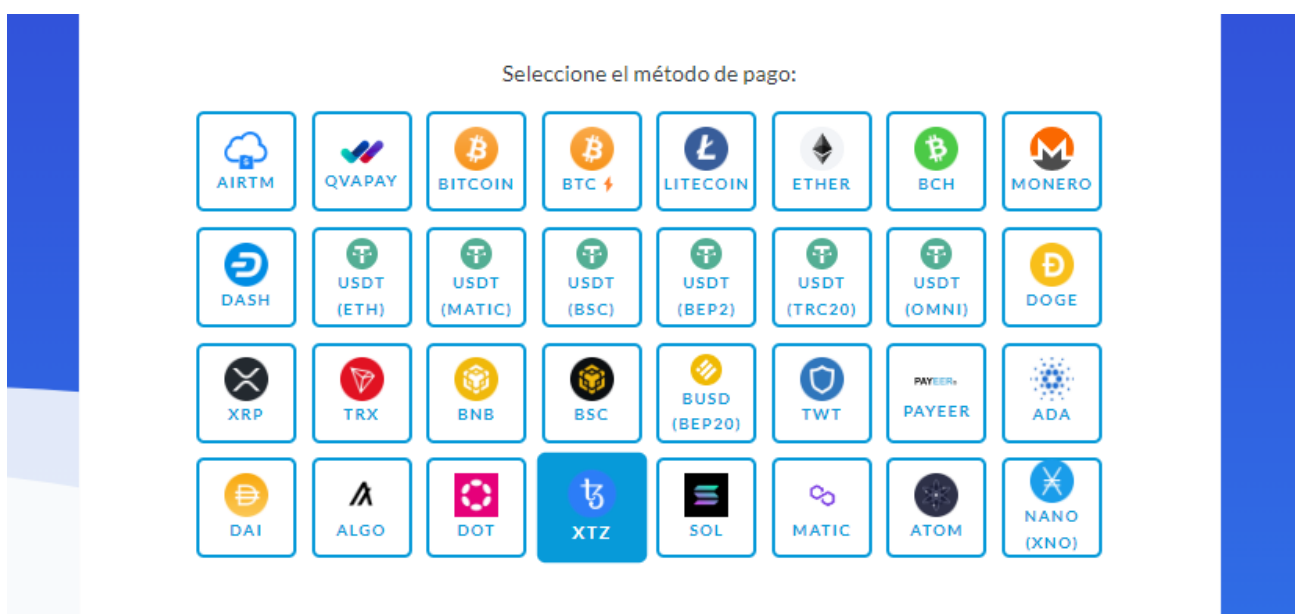 Seleccione el método de pago:
AIRTM QVAPAY BITCOIN BTC LITECOIN ETHER BCH MONERO
DASH USDT (ETH) USDT (MATIC) USDT (BSC) USDT (BEP2) USDT (TRC20) USDT (OMNI) DOGE
XRP TRX BNB BSC BUSD (BEP20) TWT PAYEER PAYEER ADA
DAI ALGO DOT XTZ SOL MATIC ATOM NANO (XNO)